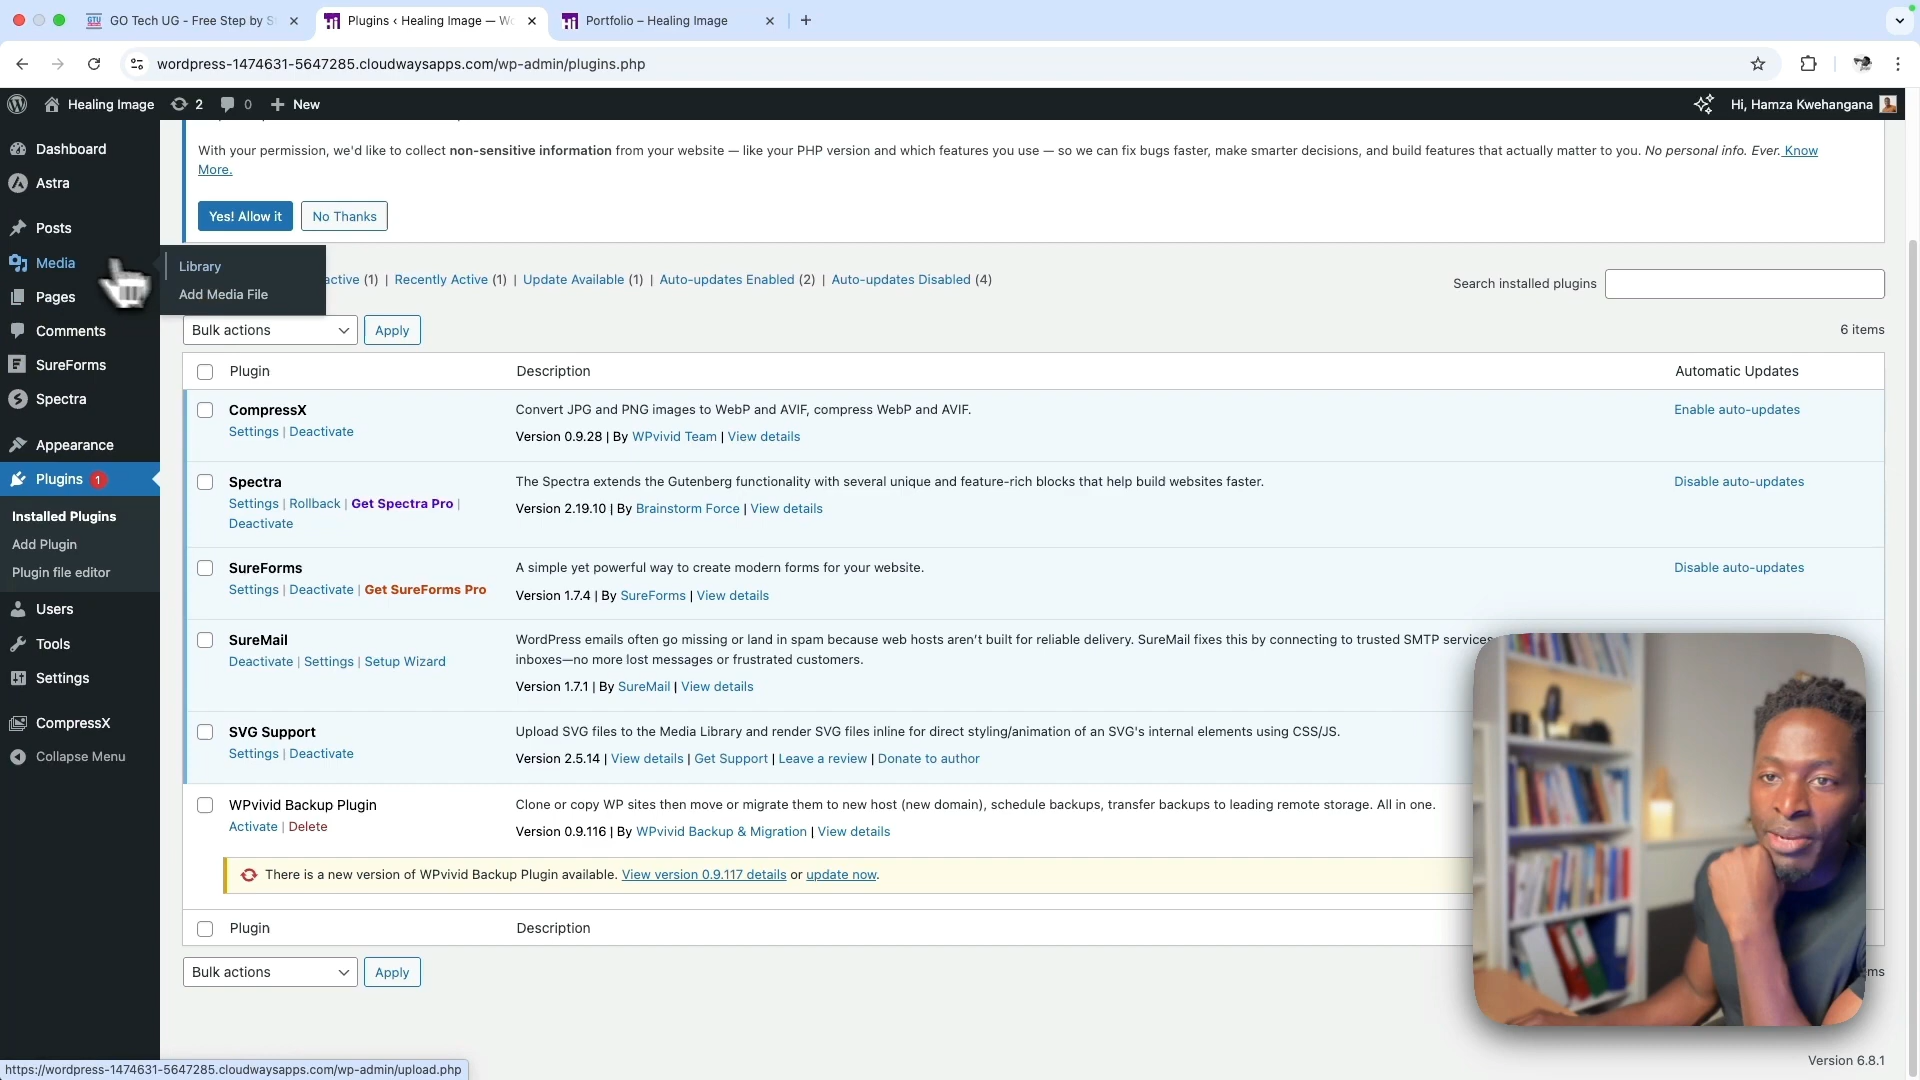 GO Tech UG - Free Step by S
Plugins ‹ Healing Image — Wo
Portfolio – Healing Image
wordpress-1474631-5647285.cloudwaysapps.com/wp-admin/plugins.php
Healing Image 2 0 New
Hi, Hamza Kwehangana
Dashboard
Astra
Posts
Media
Pages
Comments
SureForms
Spectra
Appearance
Plugins 1
Installed Plugins
Add Plugin
Plugin file editor
Users
Tools
Settings
CompressX
Collapse Menu
Library
Add Media File
With your permission, we'd like to collect non-sensitive information from your website — like your PHP version and which features you use — so we can fix bugs faster, make smarter decisions, and build features that actually matter to you. No personal info. Ever. Know
More.
Yes! Allow it
No Thanks
active (1) | Recently Active (1) | Update Available (1) | Auto-updates Enabled (2) | Auto-updates Disabled (4)
Search installed plugins
Bulk actions
Apply
6 items
Plugin Description Automatic Updates
CompressX
Settings | Deactivate
Convert JPG and PNG images to WebP and AVIF, compress WebP and AVIF.
Version 0.9.28 | By WPvivid Team | View details
Enable auto-updates
Spectra
Settings | Rollback | Get Spectra Pro |
Deactivate
The Spectra extends the Gutenberg functionality with several unique and feature-rich blocks that help build websites faster.
Version 2.19.10 | By Brainstorm Force | View details
Disable auto-updates
SureForms
Settings | Deactivate | Get SureForms Pro
A simple yet powerful way to create modern forms for your website.
Version 1.7.4 | By SureForms | View details
Disable auto-updates
SureMail
Deactivate | Settings | Setup Wizard
WordPress emails often go missing or land in spam because web hosts aren't built for reliable delivery. SureMail fixes this by connecting to trusted SMTP services
inboxes—no more lost messages or frustrated customers.
Version 1.7.1 | By SureMail | View details
SVG Support
Settings | Deactivate
Upload SVG files to the Media Library and render SVG files inline for direct styling/animation of an SVG's internal elements using CSS/JS.
Version 2.5.14 | View details | Get Support | Leave a review | Donate to author
WPvivid Backup Plugin
Activate | Delete
Clone or copy WP sites then move or migrate them to new host (new domain), schedule backups, transfer backups to leading remote storage. All in one.
Version 0.9.116 | By WPvivid Backup & Migration | View details
There is a new version of WPvivid Backup Plugin available. View version 0.9.117 details or update now.
Plugin Description
Bulk actions
Apply
ms
Version 6.8.1
https://wordpress-1474631-5647285.cloudwaysapps.com/wp-admin/upload.php